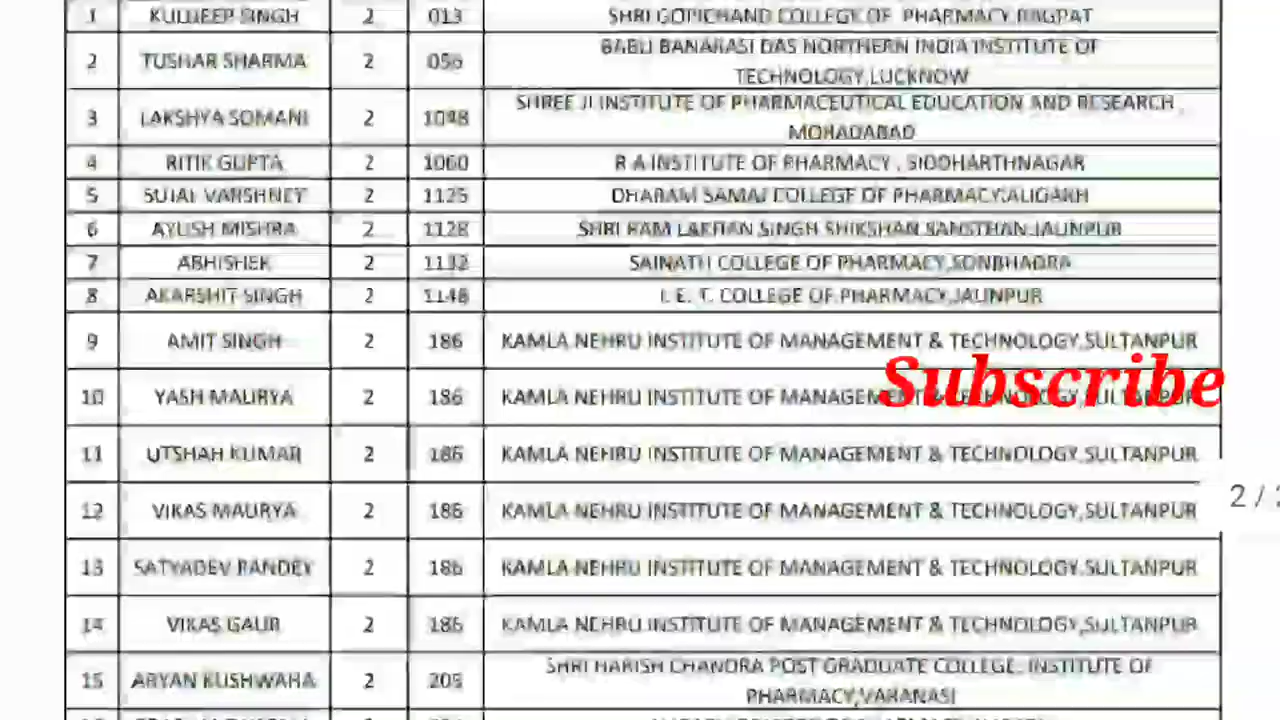 1 KULDEEP SINGH 2 013 SHRI GOPICHAND COLLEGE OF PHARMACY,BAGPAT
BABU BANARASI DAS NORTHERN INDIA INSTITUTE OF
2 TUSHAR SHARMA 2 056
TECHNOLOGY,LUCKNOW
SHREE JI INSTITUTE OF PHARMACEUTICAL EDUCATION AND RESEARCH ,
3 LAKSHYA SOMANI 2 1048
MORADABAD
4 RITIK GUPTA 2 1060 R A INSTITUTE OF PHARMACY , SIDDHARTHNAGAR
5 SUJAL VARSHNEY 2 1125 DHARAM SAMAJ COLLEGE OF PHARMACY,ALIGARH
6 AYUSH MISHRA 2 1128 SHRI RAM LAKHAN SINGH SHIKSHAN SANSTHAN,JAUNPUR
7 ABHISHEK 2 1132 SAINATH COLLEGE OF PHARMACY,SONBHADRA
8 AKARSHIT SINGH 2 1148 I. E. T. COLLEGE OF PHARMACY,JAUNPUR
9 AMIT SINGH 2 186 KAMLA NEHRU INSTITUTE OF MANAGEMENT & TECHNOLOGY,SULTANPUR
Subscribe
10 YASH MAURYA 2 186 KAMLA NEHRU INSTITUTE OF MANAGEMENT & TECHNOLOGY,SULTANPUR
11 UTSHAH KUMAR 2 186 KAMLA NEHRU INSTITUTE OF MANAGEMENT & TECHNOLOGY,SULTANPUR
2 /
12 VIKAS MAURYA 2 186 KAMLA NEHRU INSTITUTE OF MANAGEMENT & TECHNOLOGY,SULTANPUR
13 SATYADEV PANDEY 2 186 KAMLA NEHRU INSTITUTE OF MANAGEMENT & TECHNOLOGY,SULTANPUR
14 VIKAS GAUR 2 186 KAMLA NEHRU INSTITUTE OF MANAGEMENT & TECHNOLOGY,SULTANPUR
SHRI HARISH CHANDRA POST GRADUATE COLLEGE, INSTITUTE OF
15 ARYAN KUSHWAHA 2 205
PHARMACY,VARANASI